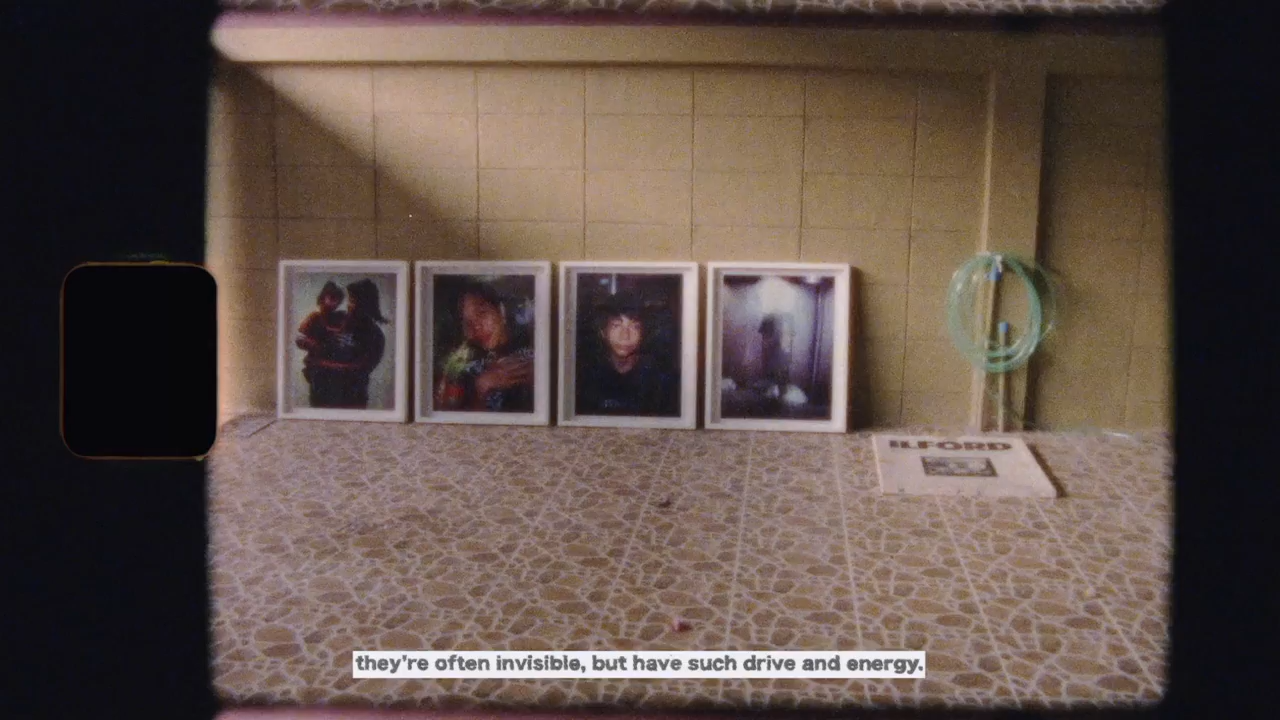 ILFORD
they're often invisible, but have such drive and energy.